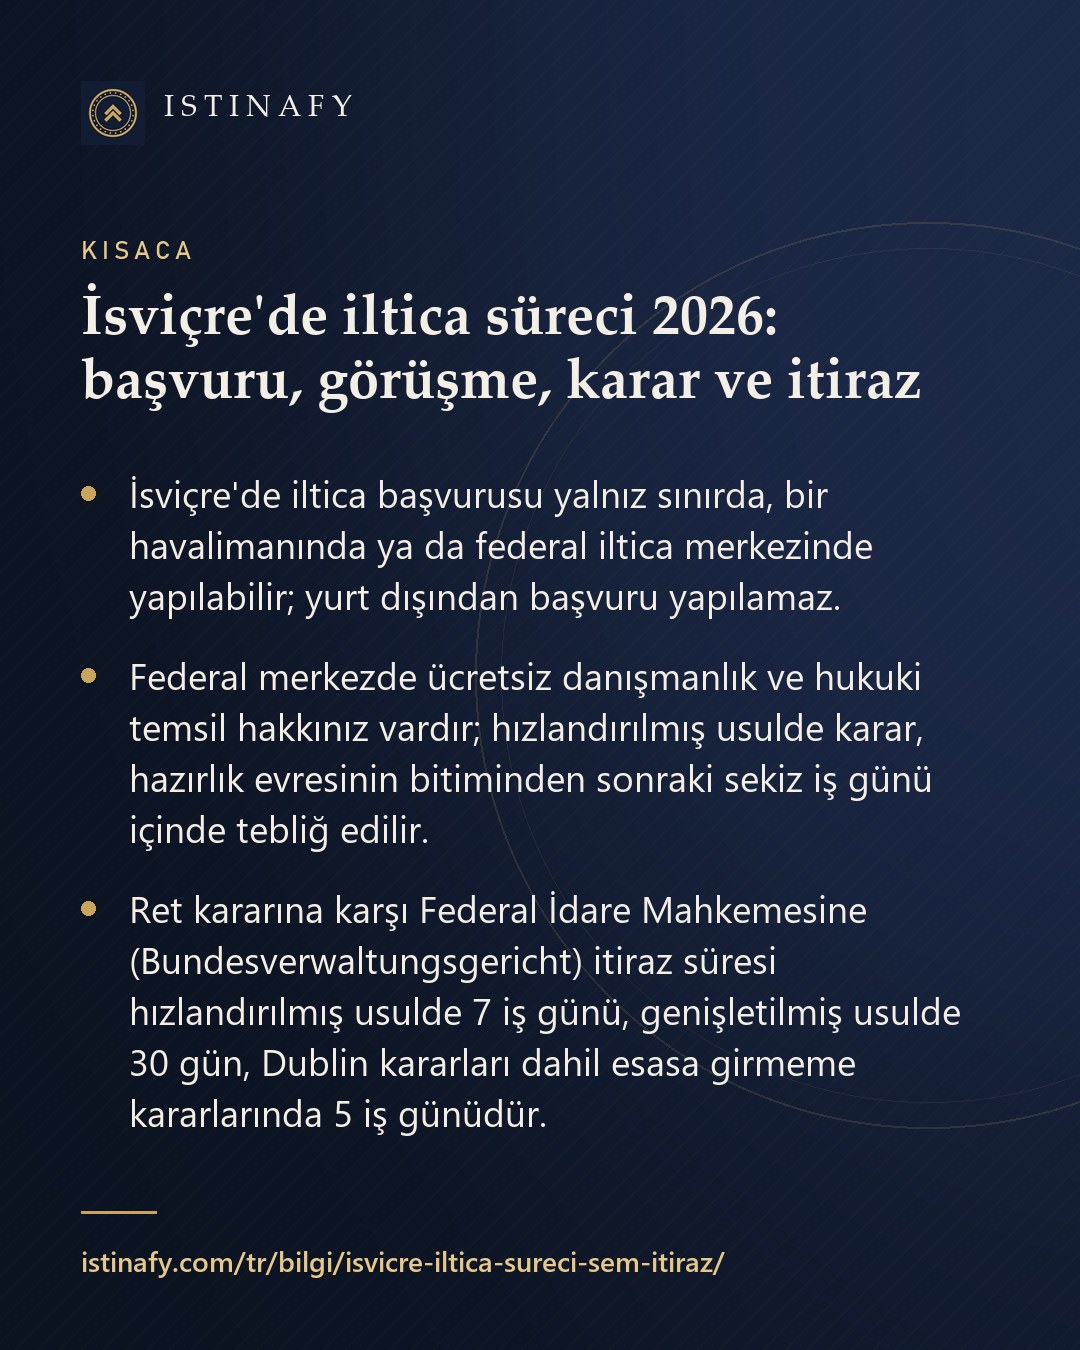 ISTINAFY
KISACA
İsviçre'de iltica süreci 2026:
başvuru, görüşme, karar ve itiraz
İsviçre'de iltica başvurusu yalnız sınırda, bir
havalimanında ya da federal iltica merkezinde
yapılabilir; yurt dışından başvuru yapılamaz.
Federal merkezde ücretsiz danışmanlık ve hukuki
temsil hakkınız vardır; hızlandırılmış usulde karar,
hazırlık evresinin bitiminden sonraki sekiz iş günü
içinde tebliğ edilir.
Ret kararına karşı Federal İdare Mahkemesine
(Bundesverwaltungsgericht) itiraz süresi
hızlandırılmış usulde 7 iş günü, genişletilmiş usulde
30 gün, Dublin kararları dahil esasa girmeme
kararlarında 5 iş günüdür.
istinafy.com/tr/bilgi/isvicre-iltica-sureci-sem-itiraz/